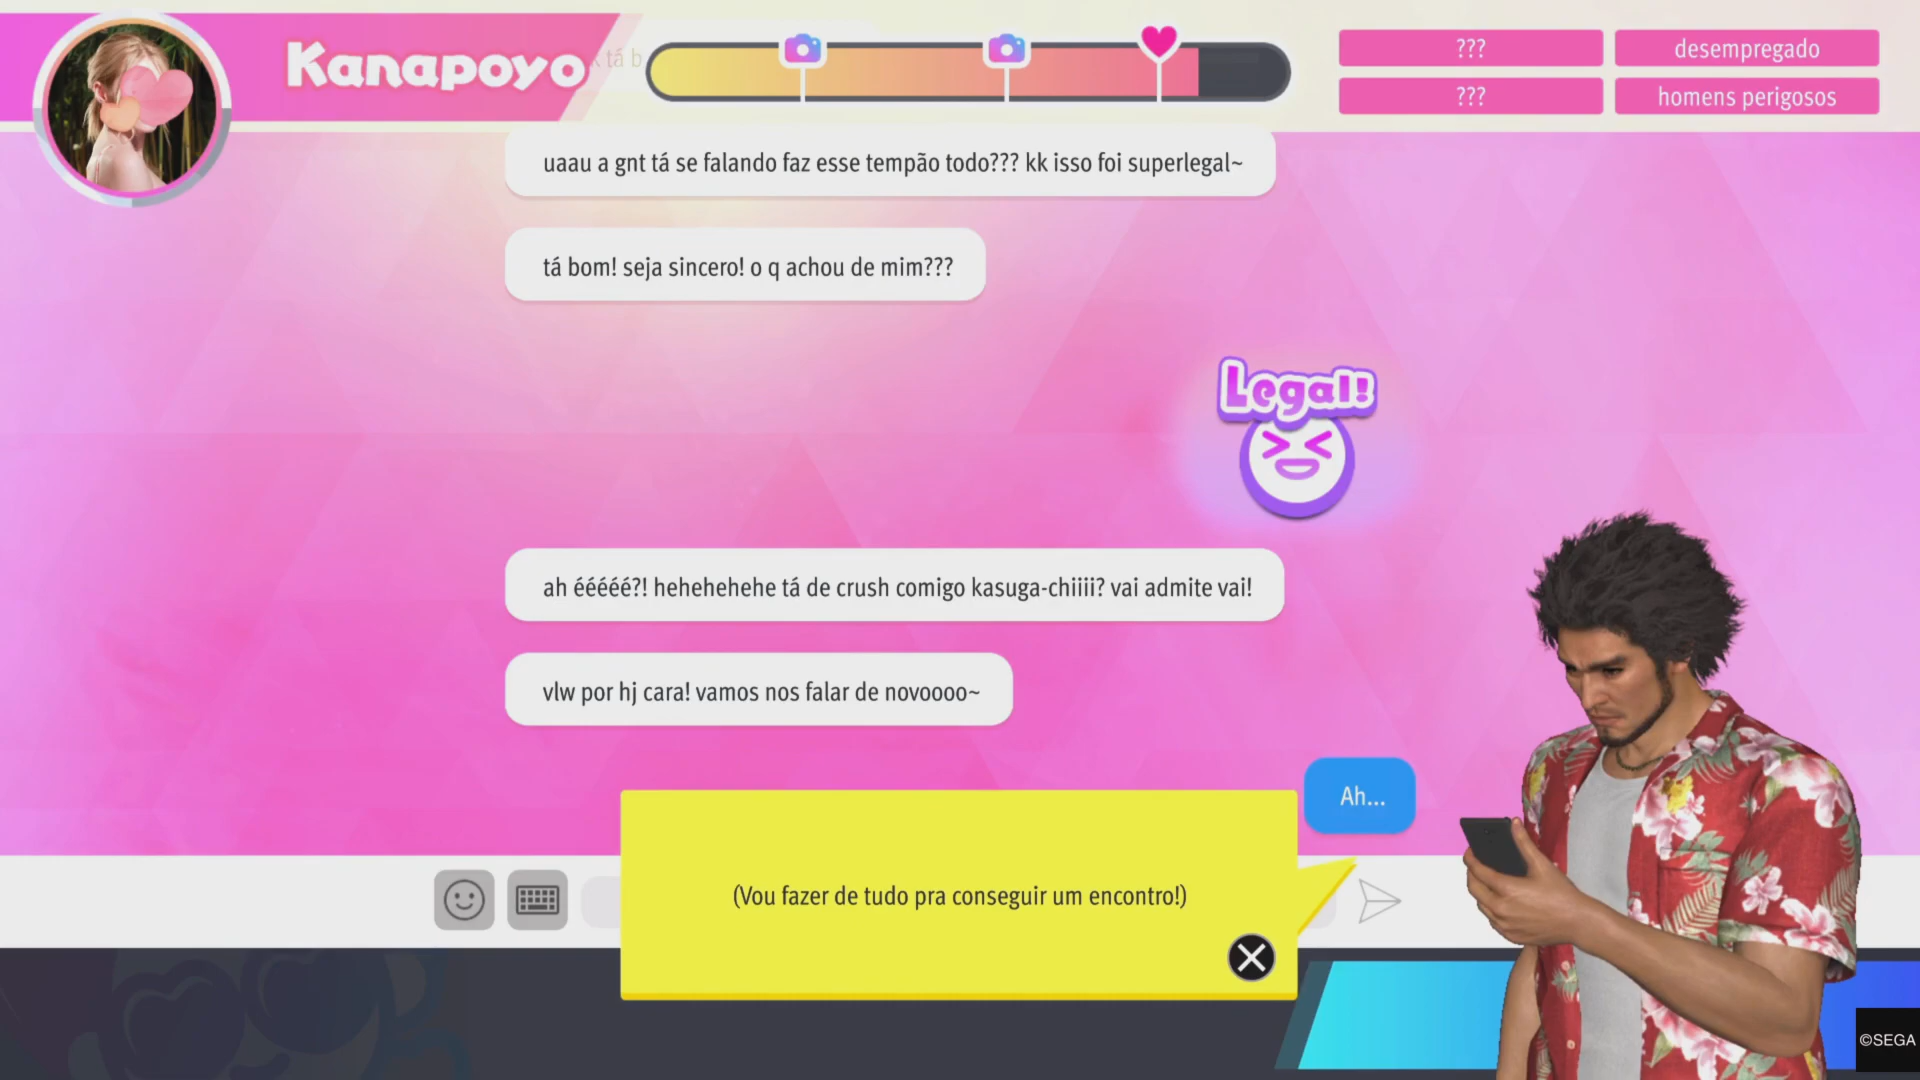 Kanapoyo
tá b
???
desempregado
???
homens perigosos
uaau a gnt tá se falando faz esse tempão todo??? kk isso foi superlegal~
tá bom! seja sincero! o q achou de mim???
Legal!
ah ééééé?! hehehehehe tá de crush comigo kasuga-chiiii? vai admite vai!
vlw por hj cara! vamos nos falar de novoooo~
Ah...
(Vou fazer de tudo pra conseguir um encontro!)
©SEGA